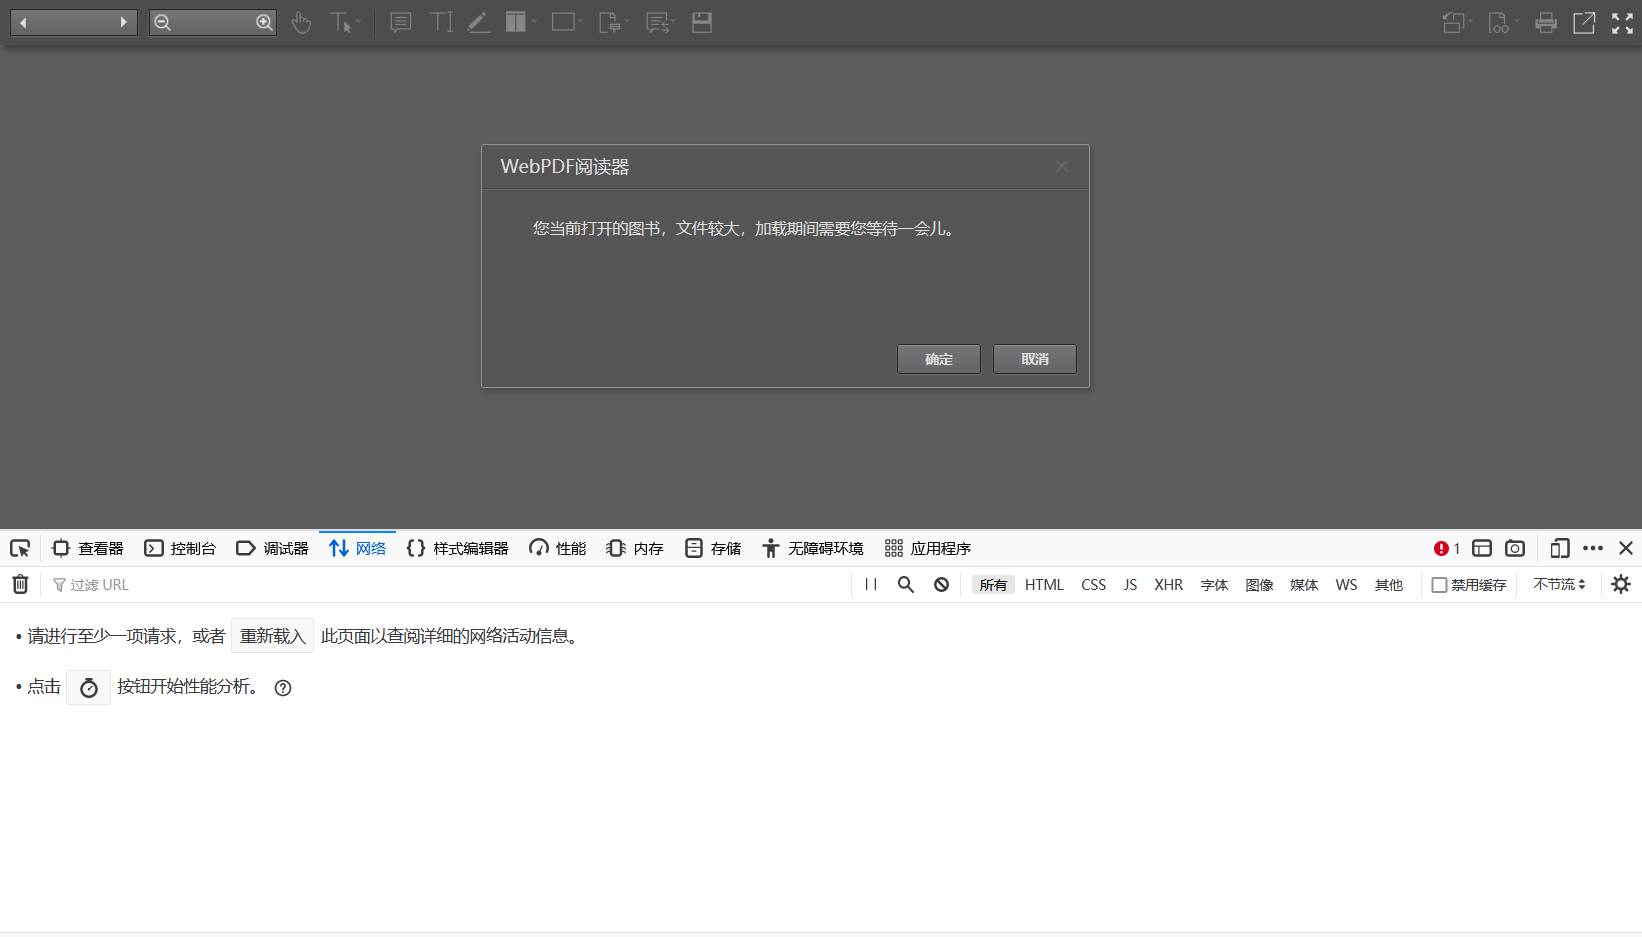 WebPDF阅读器
您当前打开的图书，文件较大，加载期间需要您等待一会儿。
确定 取消
查看器 控制台 调试器 网络 样式编辑器 性能 内存 存储 无障碍环境 应用程序 1
过滤 URL 所有 HTML CSS JS XHR 字体 图像 媒体 WS 其他 禁用缓存 不节流
• 请进行至少一项请求，或者 重新载入 此页面以查阅详细的网络活动信息。
• 点击 按钮开始性能分析。